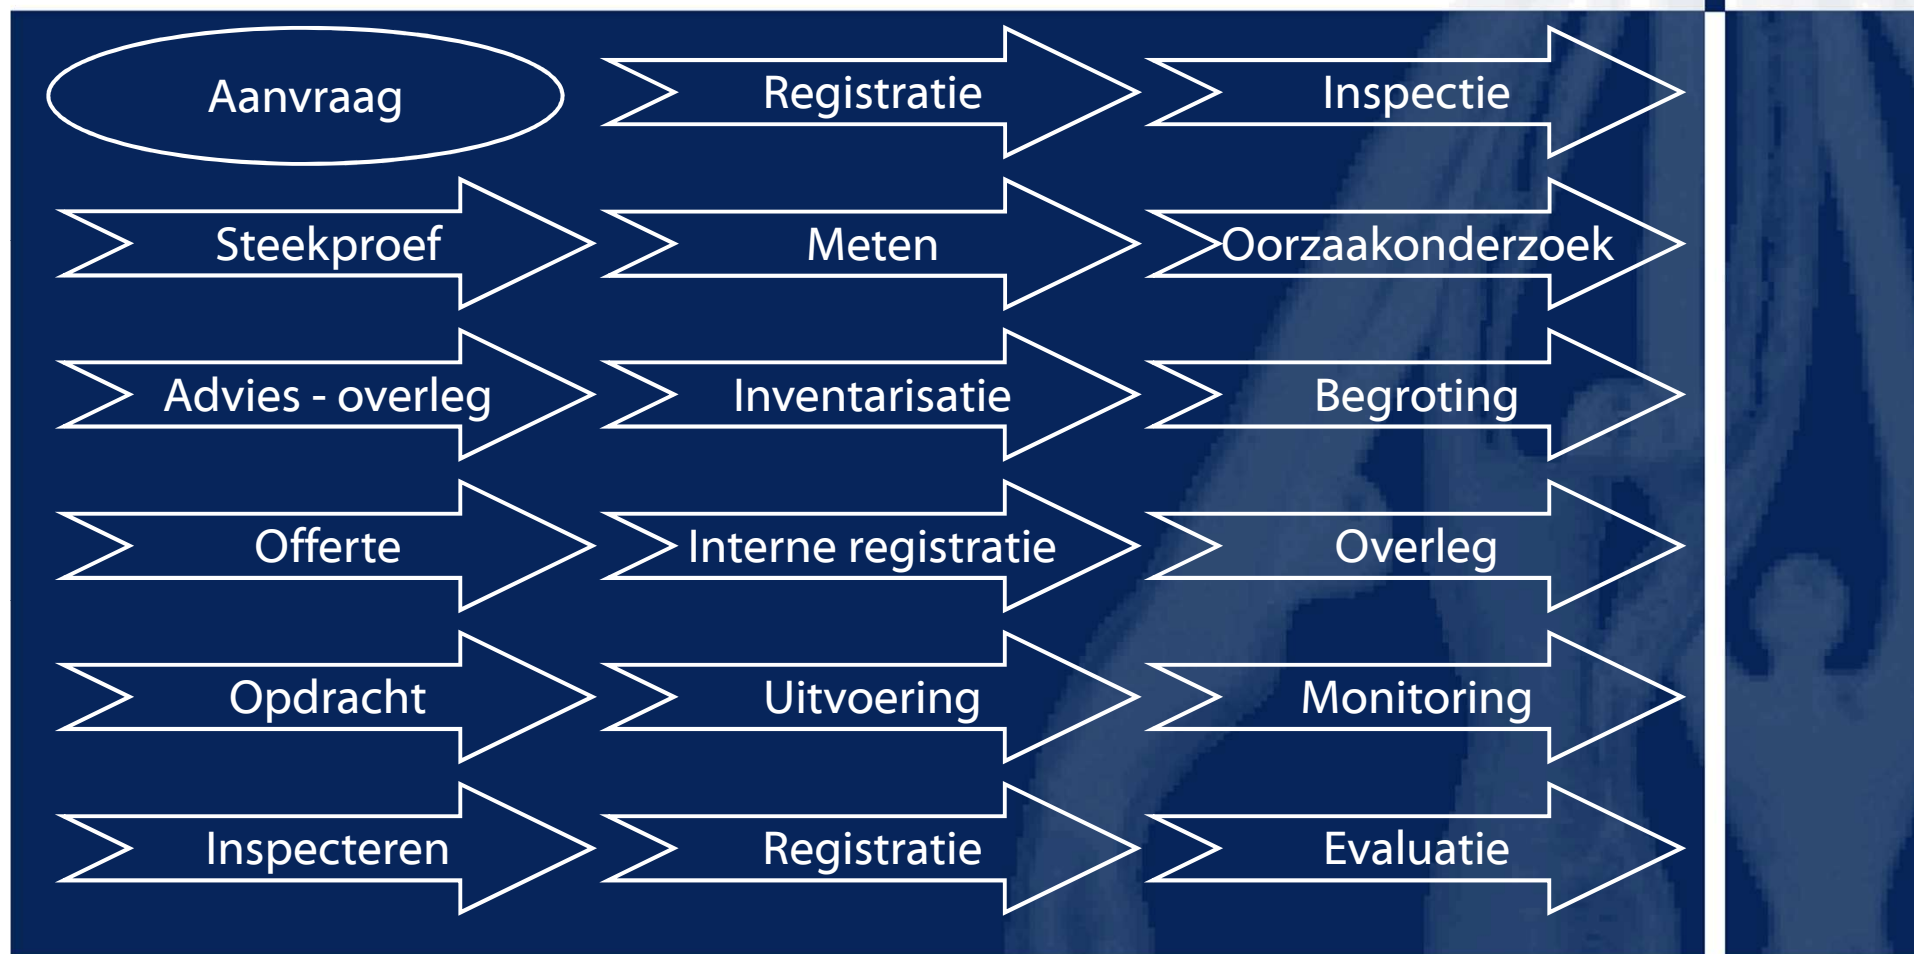 Aanvraag
Registratie
Inspectie
Steekproef
Meten
Oorzaakonderzoek
Advies - overleg
Inventarisatie
Begroting
Offerte
Interne registratie
Overleg
Opdracht
Uitvoering
Monitoring
Inspecteren
Registratie
Evaluatie